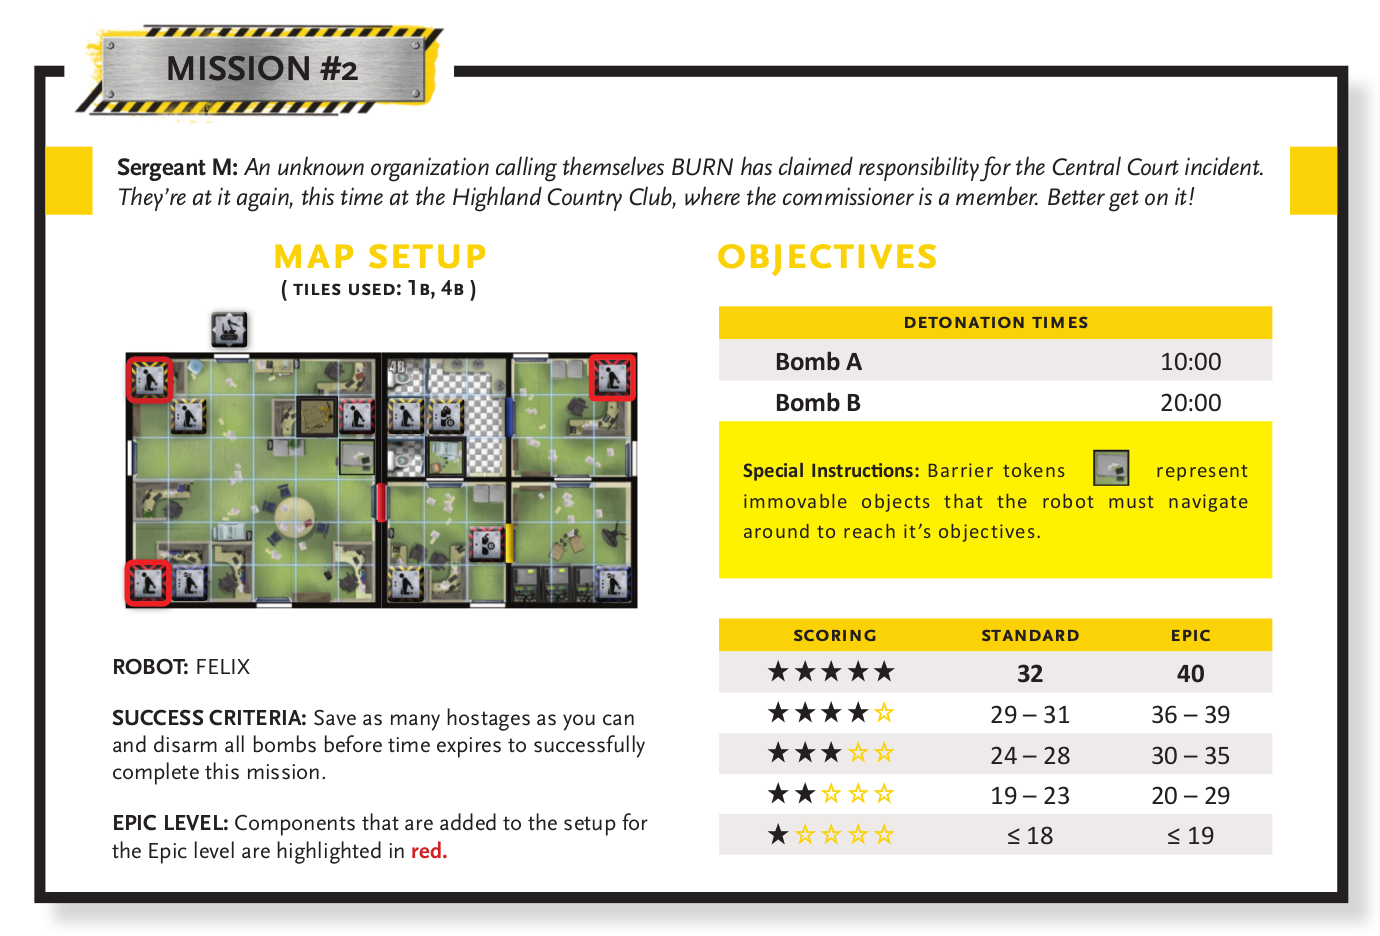 MISSION #2
Sergeant M: An unknown organization calling themselves BURN has claimed responsibility for the Central Court incident.
They're at it again, this time at the Highland Country Club, where the commissioner is a member. Better get on it!
MAP SETUP
( TILES USED: 1B, 4B )
4B
ROBOT: FELIX
SUCCESS CRITERIA: Save as many hostages as you can
and disarm all bombs before time expires to successfully
complete this mission.
EPIC LEVEL: Components that are added to the setup for
the Epic level are highlighted in red.
OBJECTIVES
DETONATION TIMES
Bomb A 10:00
Bomb B 20:00
Special Instructions: Barrier tokens represent
immovable objects that the robot must navigate
around to reach it's objectives.
SCORING STANDARD EPIC
★★★★★ 32 40
★★★★☆ 29 – 31 36 – 39
★★★☆☆ 24 – 28 30 – 35
★★☆☆☆ 19 – 23 20 – 29
★☆☆☆☆ ≤ 18 ≤ 19